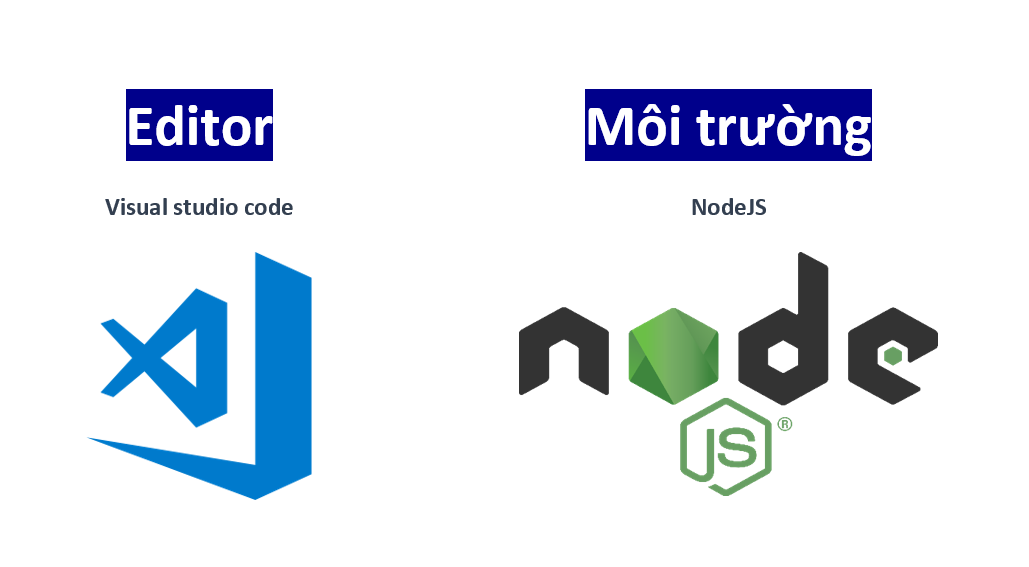 Editor
Visual studio code
Môi trường
NodeJS
node
JS®